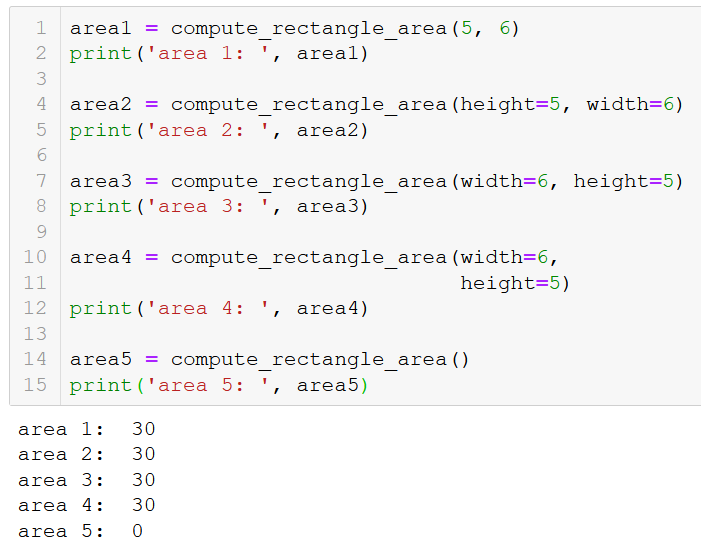 1 area1 = compute_rectangle_area(5, 6)
2 print('area 1: ', area1)
3
4 area2 = compute_rectangle_area(height=5, width=6)
5 print('area 2: ', area2)
6
7 area3 = compute_rectangle_area(width=6, height=5)
8 print('area 3: ', area3)
9
10 area4 = compute_rectangle_area(width=6,
11                                height=5)
12 print('area 4: ', area4)
13
14 area5 = compute_rectangle_area()
15 print('area 5: ', area5)
area 1:  30
area 2:  30
area 3:  30
area 4:  30
area 5:  0